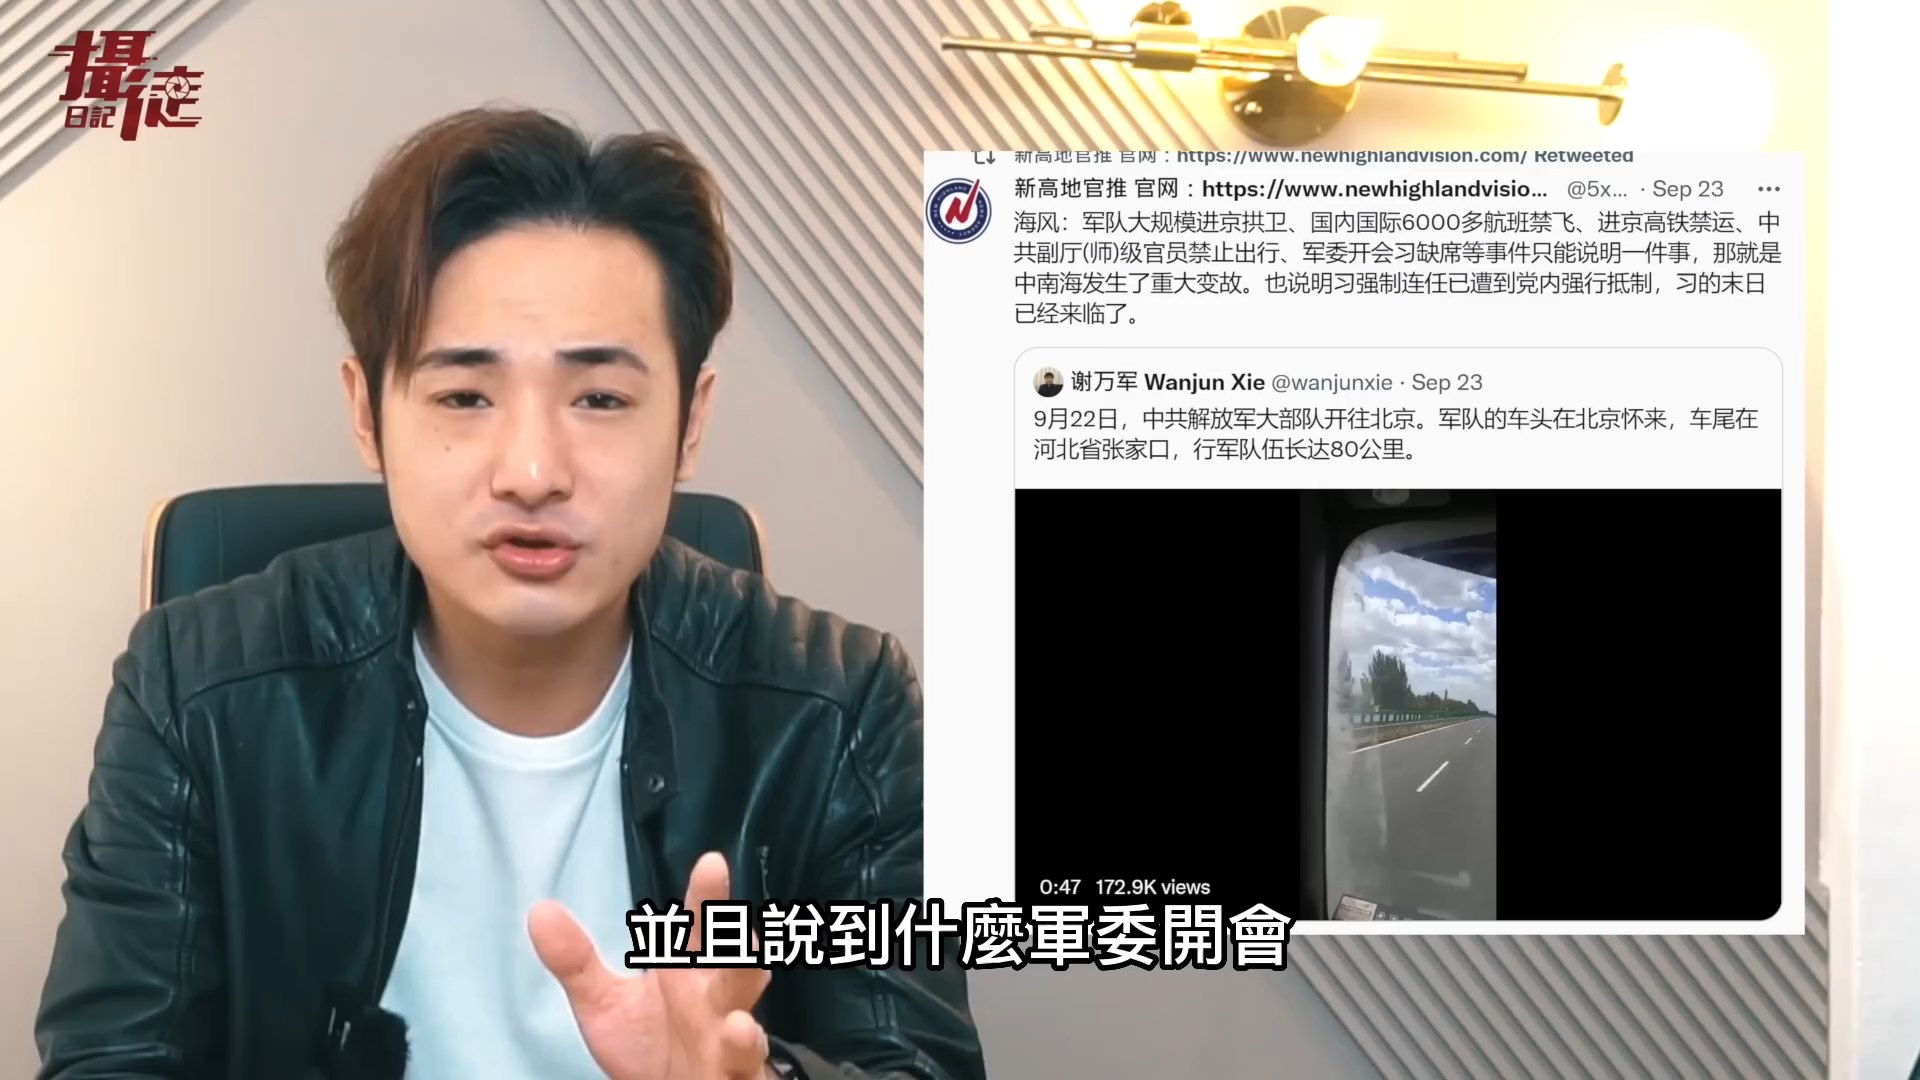 攝徒
日記
新高地官推 官网：https://www.newhighlandvision.com/ Retweeted
新高地官推 官网：https://www.newhighlandvisio... @5x... · Sep 23
海风：军队大规模进京拱卫、国内国际6000多航班禁飞、进京高铁禁运、中
共副厅(师)级官员禁止出行、军委开会习缺席等事件只能说明一件事，那就是
中南海发生了重大变故。也说明习强制连任已遭到党内强行抵制，习的末日
已经来临了。
谢万军 Wanjun Xie @wanjunxie · Sep 23
9月22日，中共解放军大部队开往北京。军队的车头在北京怀来，车尾在
河北省张家口，行军队伍长达80公里。
0:47 172.9K views
並且說到什麼軍委開會